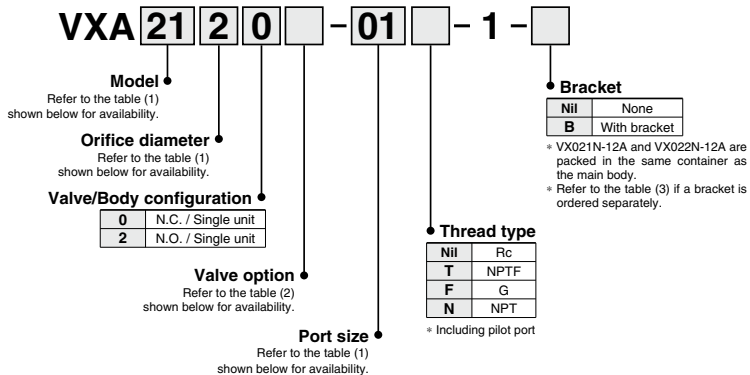 VXA 21 2 0 - 01 - 1 -
Model
Refer to the table (1)
shown below for availability.
Orifice diameter
Refer to the table (1)
shown below for availability.
Valve/Body configuration
0 N.C. / Single unit
2 N.O. / Single unit
Valve option
Refer to the table (2)
shown below for availability.
Port size
Refer to the table (1)
shown below for availability.
Thread type
Nil Rc
T NPTF
F G
N NPT
* Including pilot port
Bracket
Nil None
B With bracket
* VX021N-12A and VX022N-12A are
packed in the same container as
the main body.
* Refer to the table (3) if a bracket is
ordered separately.